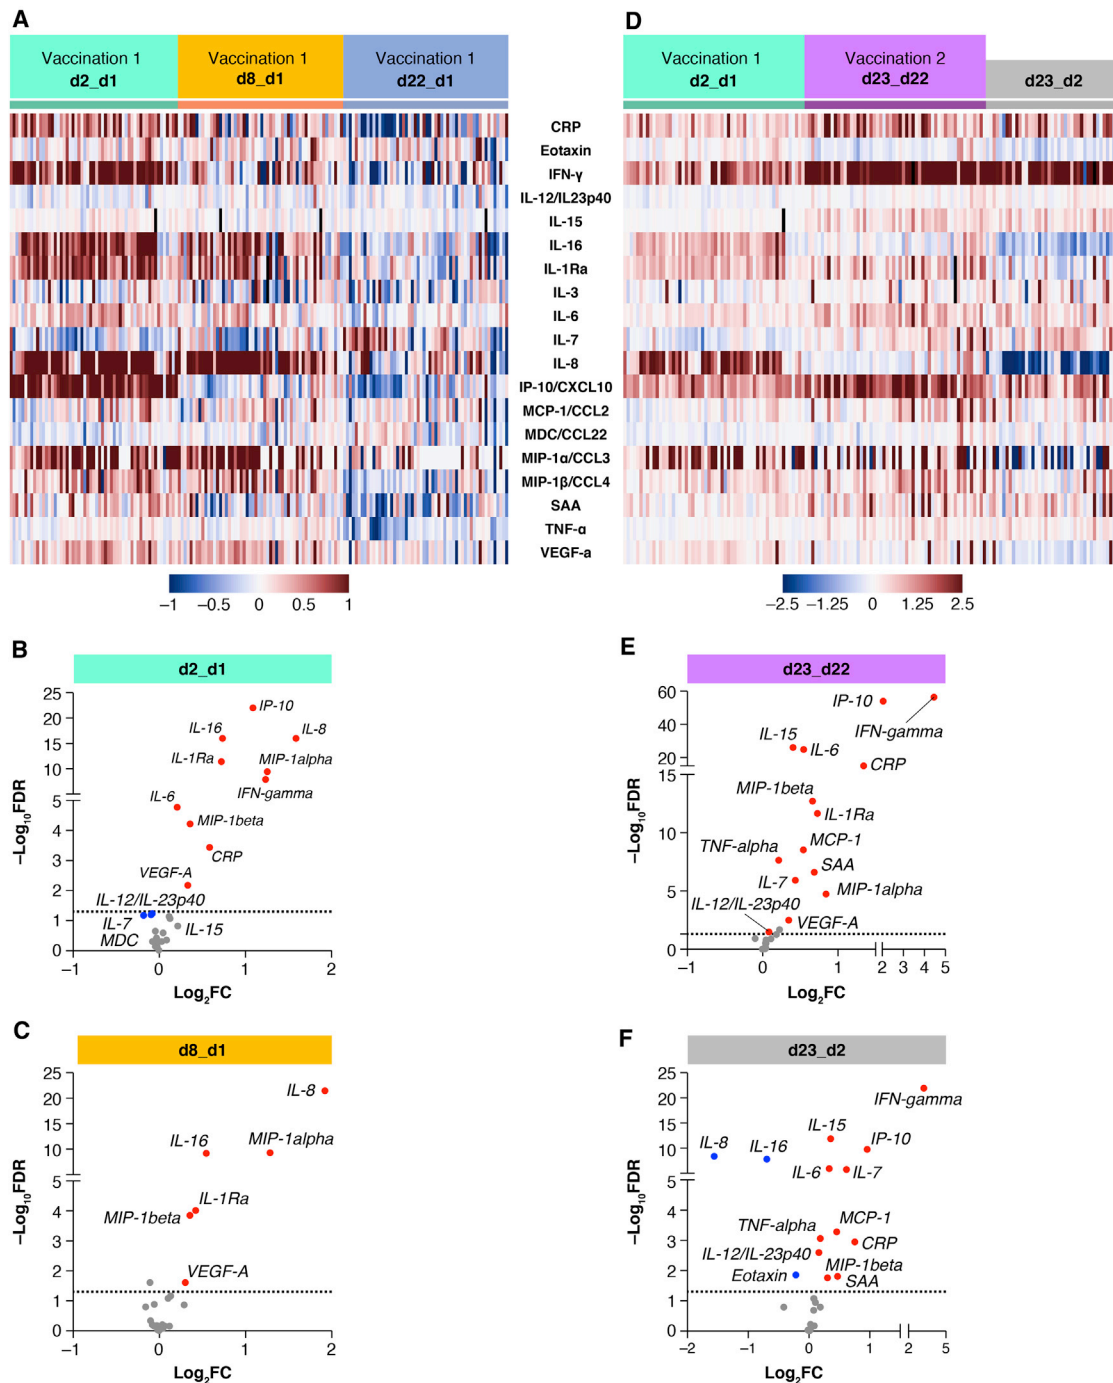 A
Vaccination 1
d2_d1
Vaccination 1
d8_d1
Vaccination 1
d22_d1
D
Vaccination 1
d2_d1
Vaccination 2
d23_d22
d23_d2
CRP
Eotaxin
IFN-γ
IL-12/IL23p40
IL-15
IL-16
IL-1Ra
IL-3
IL-6
IL-7
IL-8
IP-10/CXCL10
MCP-1/CCL2
MDC/CCL22
MIP-1α/CCL3
MIP-1β/CCL4
SAA
TNF-α
VEGF-a
−1 −0.5 0 0.5 1
−2.5 −1.25 0 1.25 2.5
B
d2_d1
25
20
15
10
5
4
3
2
1
0
−Log10FDR
IP-10
IL-16
IL-8
IL-1Ra
MIP-1alpha
IFN-gamma
IL-6
MIP-1beta
CRP
VEGF-A
IL-12/IL-23p40
IL-7
IL-15
MDC
−1 0 1 2
Log2FC
E
d23_d22
60
40
20
15
10
5
0
IP-10
IFN-gamma
IL-15
IL-6
CRP
MIP-1beta
IL-1Ra
MCP-1
TNF-alpha
SAA
IL-7
MIP-1alpha
IL-12/IL-23p40
VEGF-A
−Log10FDR
−1 0 1 2 3 4 5
Log2FC
C
d8_d1
25
20
15
10
5
4
3
2
1
0
−Log10FDR
IL-8
IL-16
MIP-1alpha
IL-1Ra
MIP-1beta
VEGF-A
−1 0 1 2
Log2FC
F
d23_d2
25
20
15
10
5
4
3
2
1
0
−Log10FDR
IFN-gamma
IL-15
IP-10
IL-8
IL-16
IL-6
IL-7
MCP-1
TNF-alpha
CRP
IL-12/IL-23p40
MIP-1beta
Eotaxin
SAA
−2 −1 0 1 2 5
Log2FC